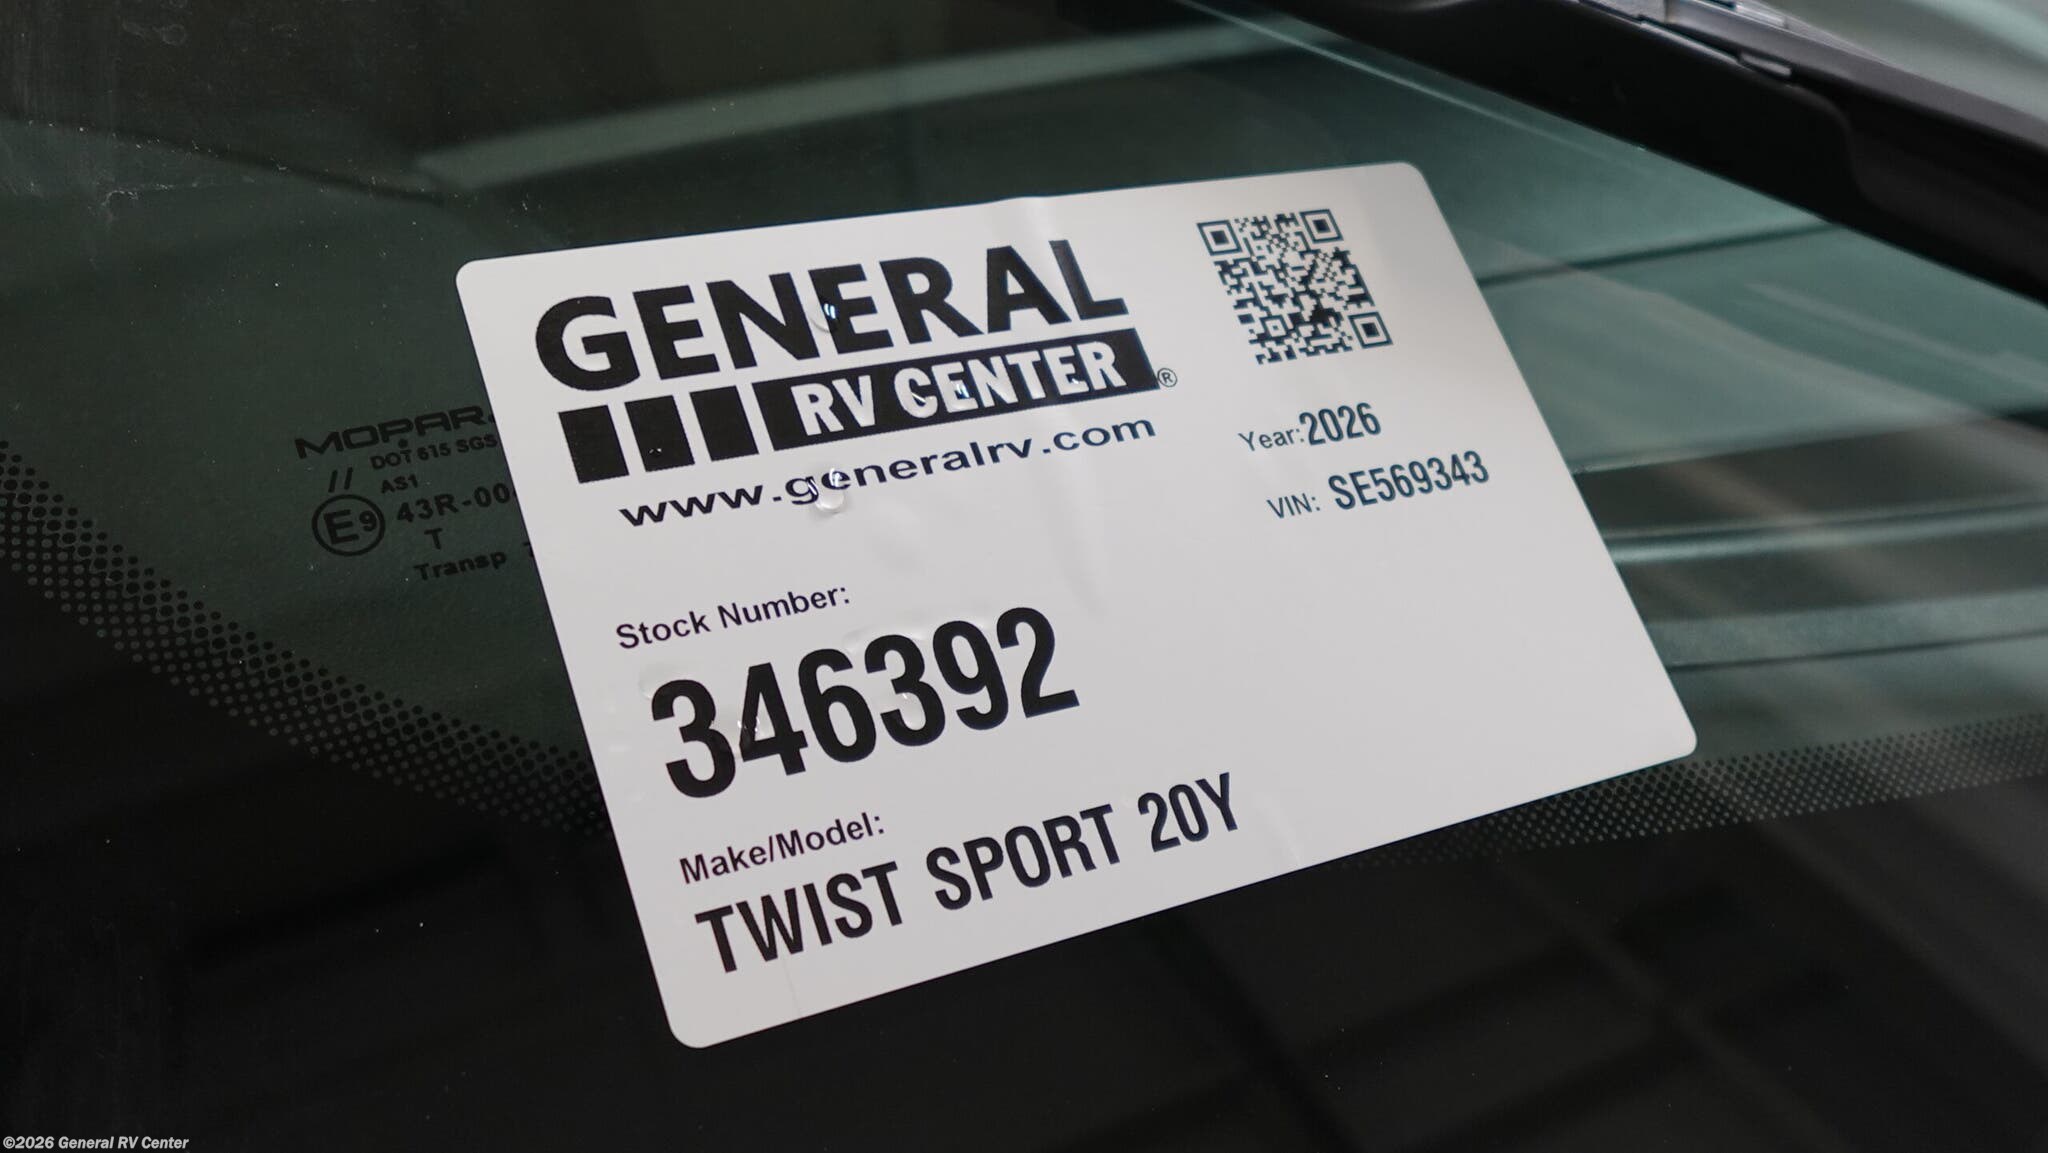 GENERAL
RV CENTER®
www.generalrv.com
Year:2026
VIN: SE569343
Stock Number:
346392
Make/Model:
TWIST SPORT 20Y
MOPAR
DOT 615 SGS
// AS1
E9 43R-00
T
Transp
©2026 General RV Center